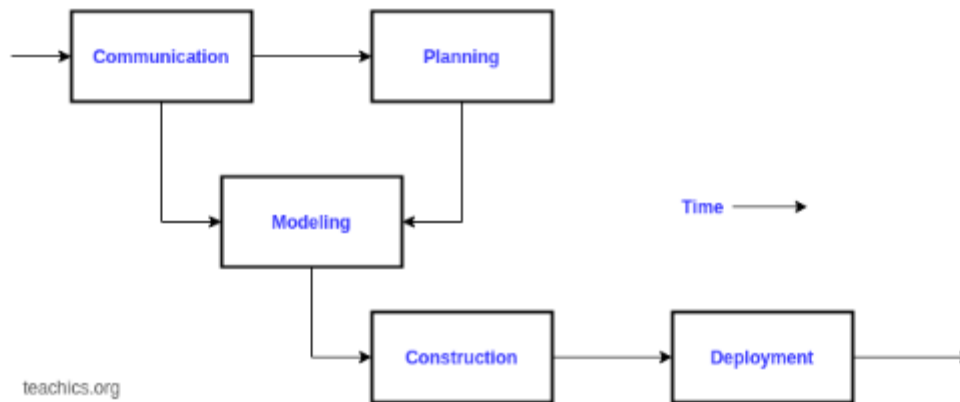 Communication
Planning
Modeling
Time
Construction
Deployment
teachics.org